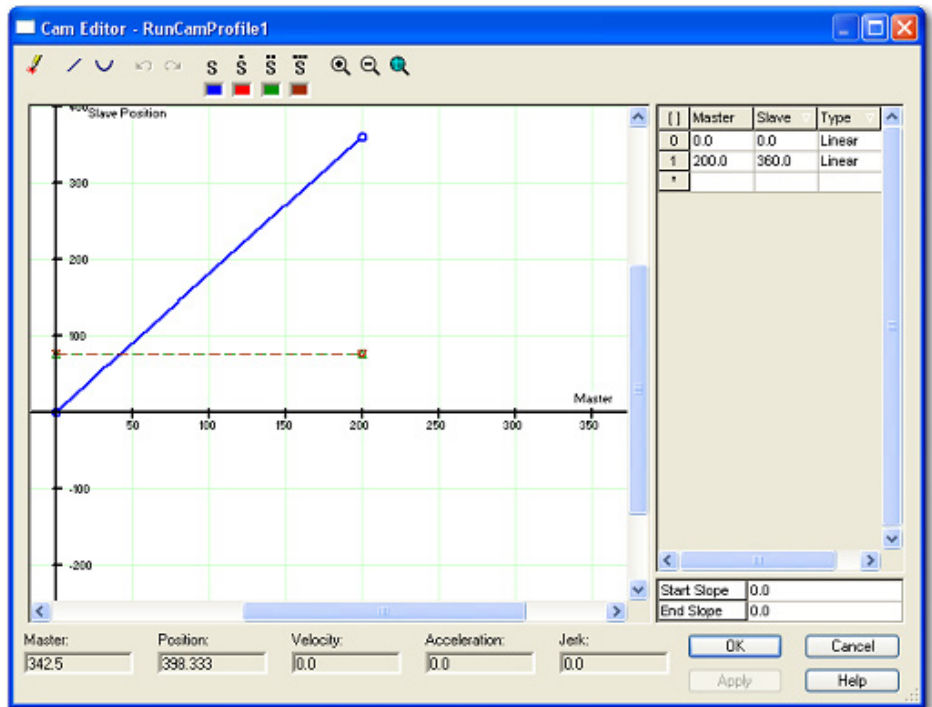 Cam Editor - RunCamProfile1
S Ṡ S̈ S⃛
400 Slave Position
300
200
100
-100
-200
Master
50 100 150 200 250 300 350
[ ] Master Slave Type
0 0.0 0.0 Linear
1 200.0 360.0 Linear
*
Start Slope 0.0
End Slope 0.0
Master: Position: Velocity: Acceleration: Jerk:
342.5 398.333 0.0 0.0 0.0
OK Cancel
Apply Help